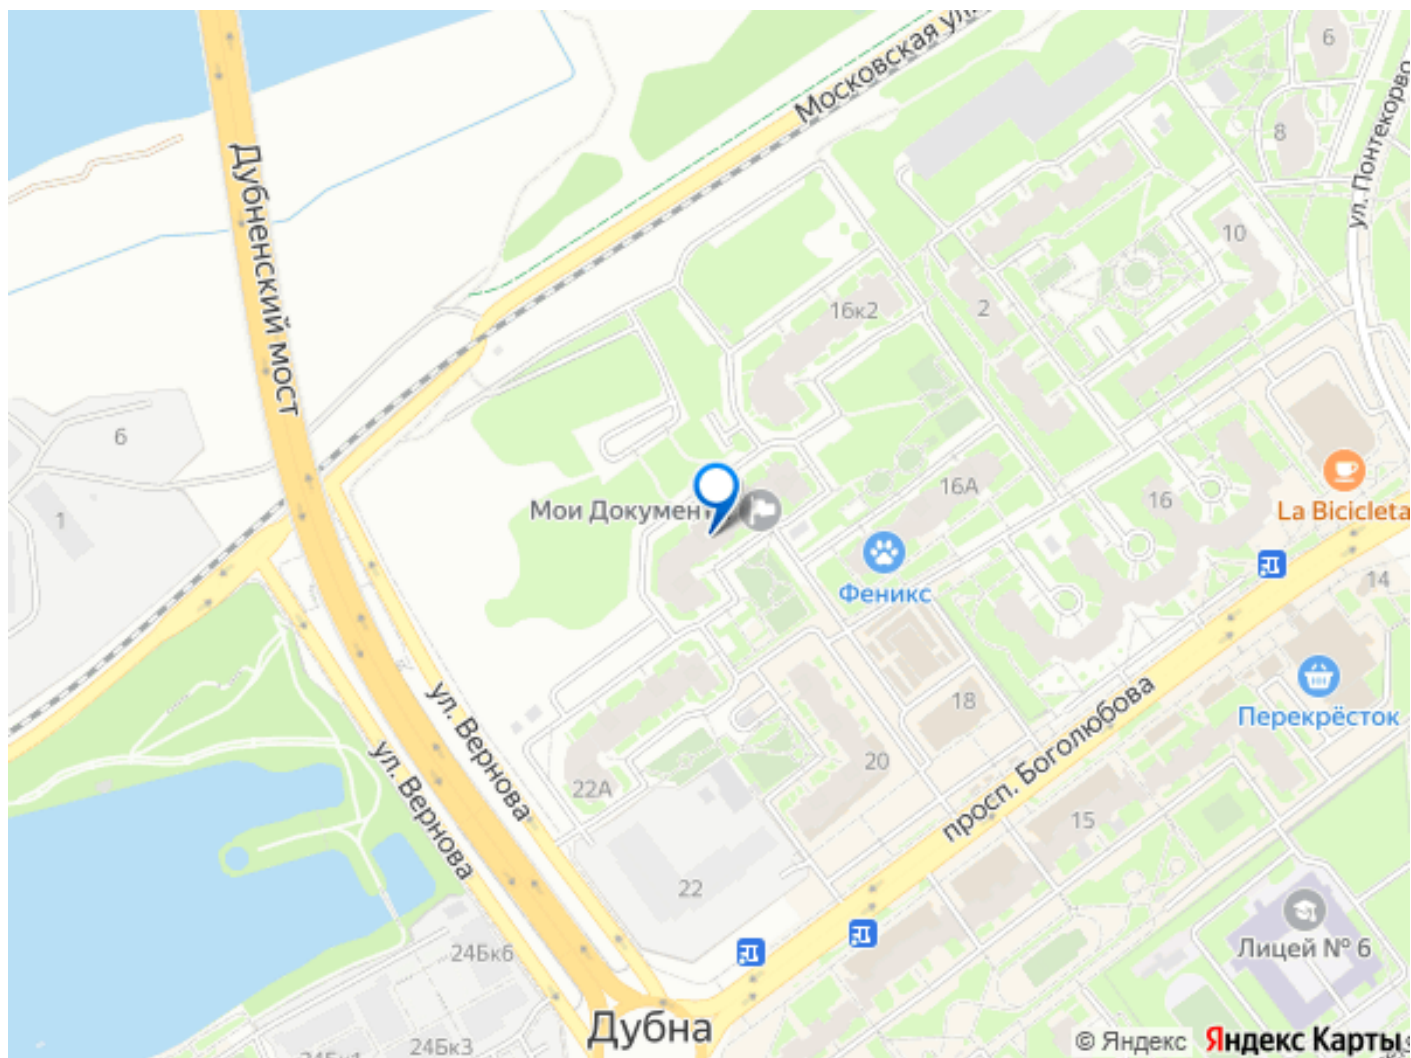 Московская ул.
6
8
ул. Понтекорво
Дубненский мост
10
16к2
2
6
1
16А
16
Мои Докумен
La Bicicleta
Феникс
14
ул. Вернова
ул. Вернова
18
Перекрёсток
20
просп. Боголюбова
22А
15
22
24Бк6
Лицей № 6
Дубна
24Бк3
© Яндекс
Яндекс Карты